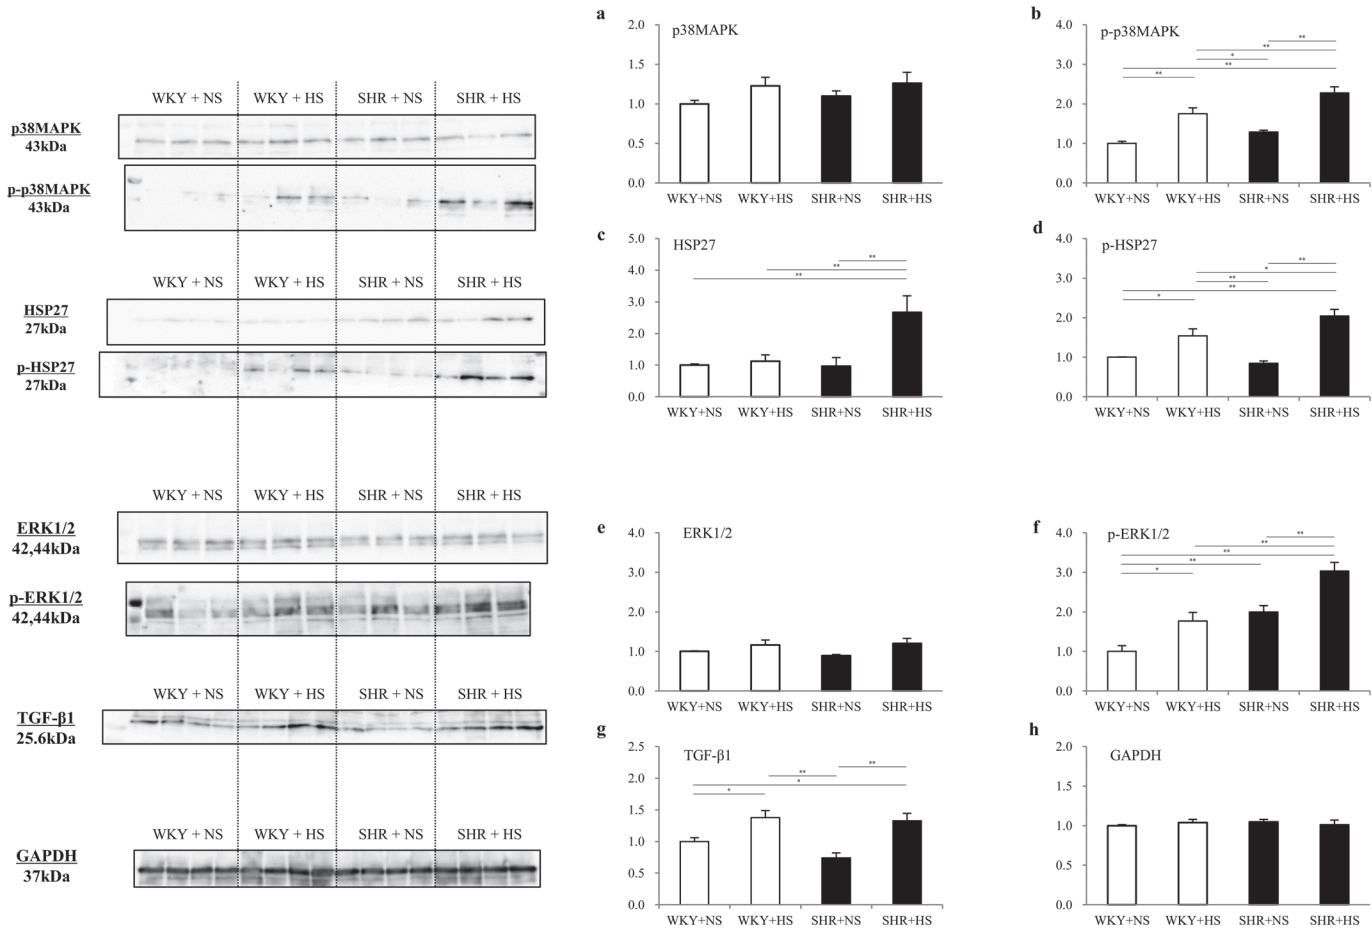 WKY + NS WKY + HS SHR + NS SHR + HS
p38MAPK
43kDa
p-p38MAPK
43kDa
WKY + NS WKY + HS SHR + NS SHR + HS
HSP27
27kDa
p-HSP27
27kDa
WKY + NS WKY + HS SHR + NS SHR + HS
ERK1/2
42,44kDa
p-ERK1/2
42,44kDa
WKY + NS WKY + HS SHR + NS SHR + HS
TGF-β1
25.6kDa
WKY + NS WKY + HS SHR + NS SHR + HS
GAPDH
37kDa
a
p38MAPK
2.0
1.5
1.0
0.5
0.0
WKY+NS WKY+HS SHR+NS SHR+HS
b
p-p38MAPK
4.0
3.0
2.0
1.0
0.0
**
**
*
**
**
WKY+NS WKY+HS SHR+NS SHR+HS
c
HSP27
5.0
4.0
3.0
2.0
1.0
0.0
**
**
**
WKY+NS WKY+HS SHR+NS SHR+HS
d
p-HSP27
4.0
3.0
2.0
1.0
0.0
**
*
**
**
*
WKY+NS WKY+HS SHR+NS SHR+HS
e
ERK1/2
4.0
3.0
2.0
1.0
0.0
WKY+NS WKY+HS SHR+NS SHR+HS
f
p-ERK1/2
4.0
3.0
2.0
1.0
0.0
**
**
**
**
*
WKY+NS WKY+HS SHR+NS SHR+HS
g
TGF-β1
2.5
2.0
1.5
1.0
0.5
0.0
**
**
*
*
WKY+NS WKY+HS SHR+NS SHR+HS
h
GAPDH
2.0
1.5
1.0
0.5
0.0
WKY+NS WKY+HS SHR+NS SHR+HS